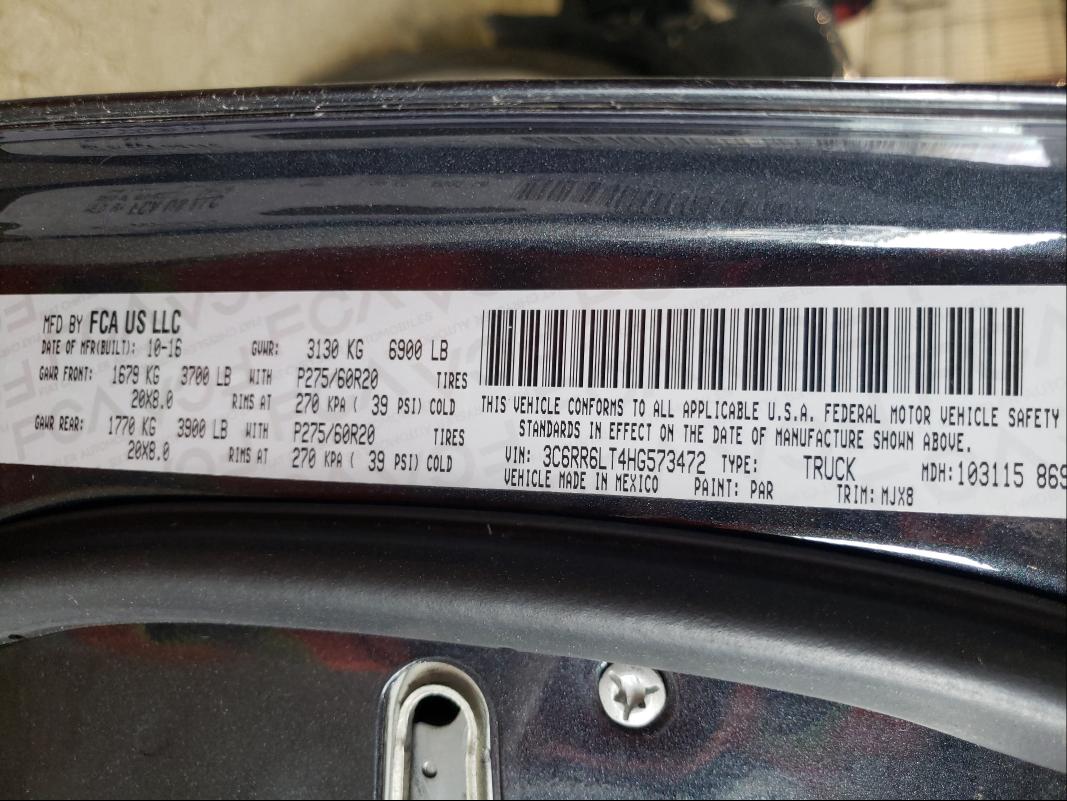 MFD BY FCA US LLC
DATE OF MFR(BUILT): 10-16 GVWR: 3130 KG 6900 LB
GAWR FRONT: 1679 KG 3700 LB WITH P275/60R20 TIRES
20X8.0 RIMS AT 270 KPA ( 39 PSI) COLD
GAWR REAR: 1770 KG 3900 LB WITH P275/60R20 TIRES
20X8.0 RIMS AT 270 KPA ( 39 PSI) COLD
THIS VEHICLE CONFORMS TO ALL APPLICABLE U.S.A. FEDERAL MOTOR VEHICLE SAFETY
STANDARDS IN EFFECT ON THE DATE OF MANUFACTURE SHOWN ABOVE.
VIN: 3C6RR6LT4HG573472 TYPE: TRUCK MDH:103115 869
VEHICLE MADE IN MEXICO PAINT: PAR TRIM: MJX8